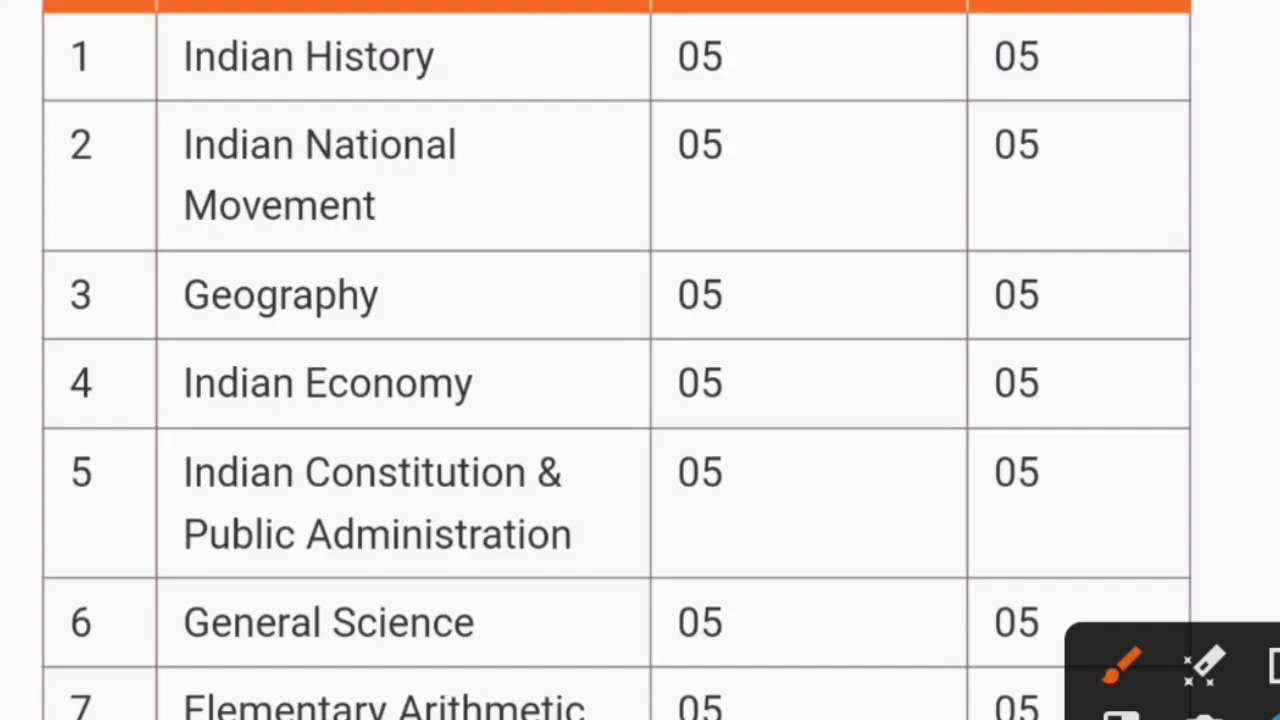 1 Indian History 05 05
2 Indian National 05 05
Movement
3 Geography 05 05
4 Indian Economy 05 05
5 Indian Constitution & 05 05
Public Administration
6 General Science 05 05
7 Elementary Arithmetic 05 05